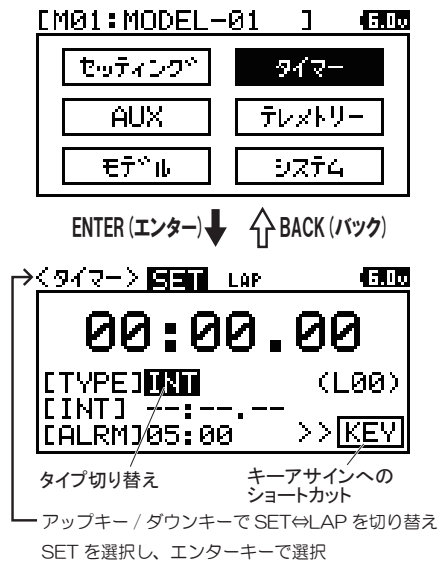 [M01:MODEL-01 ] 6.0v
セッティング タイマー
AUX テレメトリー
モデル システム
ENTER(エンター) BACK(バック)
<タイマー> SET LAP 6.0v
00:00.00
[TYPE]INT (L00)
[INT] --:--.--
[ALRM]05:00 >>KEY
タイプ切り替え キーアサインへの
ショートカット
アップキー / ダウンキーで SET⇔LAP を切り替え
SET を選択し、エンターキーで選択